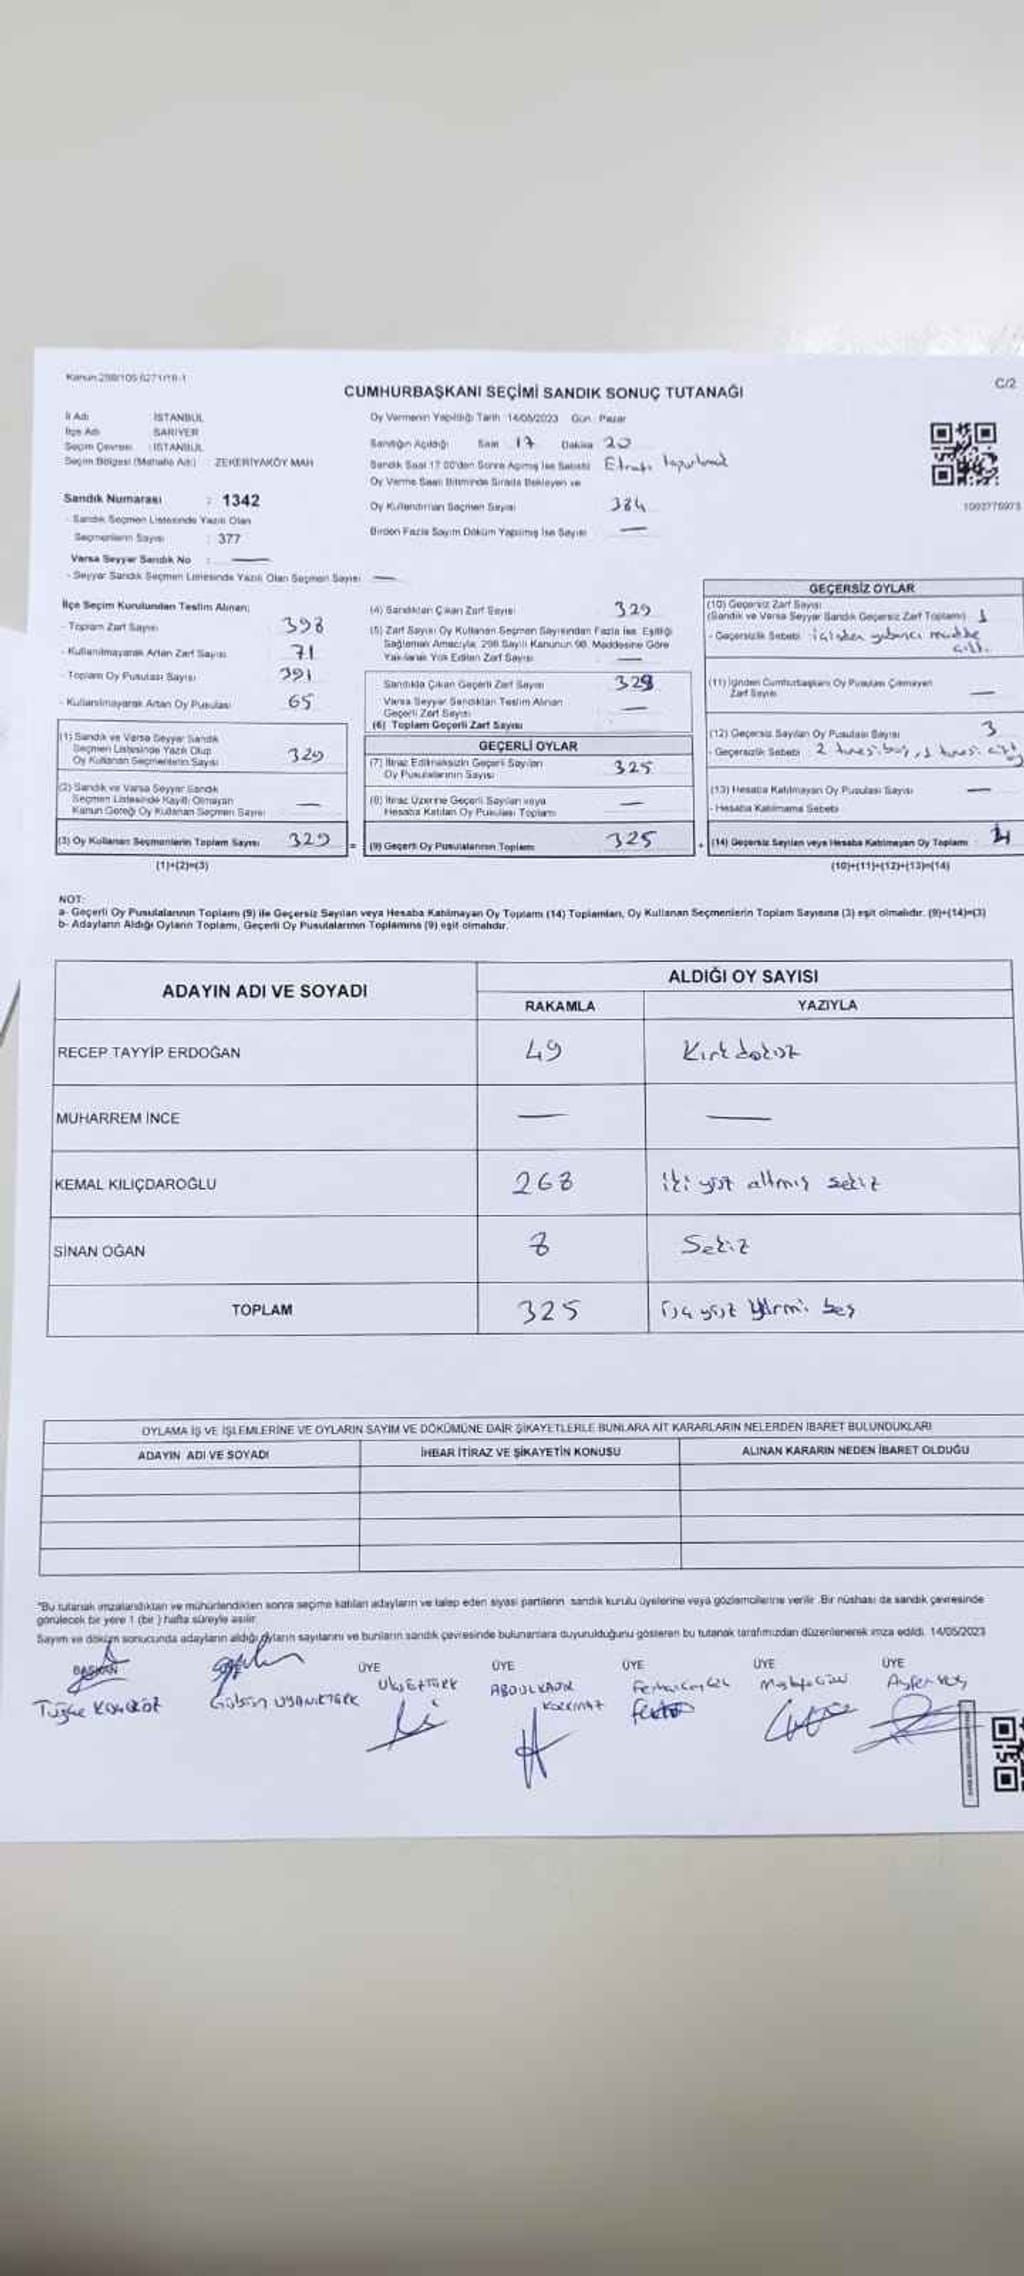 Kanun:298/105,6271/18-1
C/2
CUMHURBAŞKANI SEÇİMİ SANDIK SONUÇ TUTANAĞI
İl Adı : İSTANBUL
İlçe Adı : SARIYER
Seçim Çevresi : İSTANBUL
Seçim Bölgesi (Mahalle Adı) : ZEKERİYAKÖY MAH
Sandık Numarası : 1342
- Sandık Seçmen Listesinde Yazılı Olan
Seçmenlerin Sayısı : 377
Varsa Seyyar Sandık No : —
- Seyyar Sandık Seçmen Listesinde Yazılı Olan Seçmen Sayısı —
Oy Vermenin Yapıldığı Tarih :14/05/2023 Gün : Pazar
Sandığın Açıldığı Saat 17 Dakika 20
Sandık Saat 17:00'den Sonra Açılmış İse Sebebi
Oy Verme Saati Bitiminde Sırada Bekleyen ve
Oy Kullandırılan Seçmen Sayısı 384
Birden Fazla Sayım Döküm Yapılmış İse Sayısı —
İlçe Seçim Kurulundan Teslim Alınan;
- Toplam Zarf Sayısı 398
- Kullanılmayarak Artan Zarf Sayısı 71
- Toplam Oy Pusulası Sayısı 391
- Kullanılmayarak Artan Oy Pusulası 65
(1) Sandık ve Varsa Seyyar Sandık
Seçmen Listesinde Yazılı Olup
Oy Kullanan Seçmenlerin Sayısı 329
(2) Sandık ve Varsa Seyyar Sandık
Seçmen Listesinde Kayıtlı Olmayan
Kanun Gereği Oy Kullanan Seçmen Sayısı —
(3) Oy Kullanan Seçmenlerin Toplam Sayısı 329
(1)+(2)=(3)
(4) Sandıktan Çıkan Zarf Sayısı 329
(5) Zarf Sayısı Oy Kullanan Seçmen Sayısından Fazla İse, Eşitliği
Sağlamak Amacıyla, 298 Sayılı Kanunun 98. Maddesine Göre
Yakılarak Yok Edilen Zarf Sayısı —
Sandıkta Çıkan Geçerli Zarf Sayısı 329
Varsa Seyyar Sandıktan Teslim Alınan
Geçerli Zarf Sayısı —
(6) Toplam Geçerli Zarf Sayısı
GEÇERLİ OYLAR
(7) İtiraz Edilmeksizin Geçerli Sayılan
Oy Pusulalarının Sayısı 325
(8) İtiraz Üzerine Geçerli Sayılan veya
Hesaba Katılan Oy Pusulası Toplamı —
= (9) Geçerli Oy Pusulalarının Toplamı 325
GEÇERSİZ OYLAR
(10) Geçersiz Zarf Sayısı
(Sandık ve Varsa Seyyar Sandık Geçersiz Zarf Toplamı) 1
- Geçersizlik Sebebi : içinden yabancı madde
çıktı.
(11) İçinden Cumhurbaşkanı Oy Pusulası Çıkmayan
Zarf Sayısı —
(12) Geçersiz Sayılan Oy Pusulası Sayısı 3
- Geçersizlik Sebebi 2 tanesi boş, 1 tanesi
(13) Hesaba Katılmayan Oy Pusulası Sayısı —
- Hesaba Katılmama Sebebi
+ (14) Geçersiz Sayılan veya Hesaba Katılmayan Oy Toplamı 4
(10)+(11)+(12)+(13)=(14)
NOT:
a- Geçerli Oy Pusulalarının Toplamı (9) ile Geçersiz Sayılan veya Hesaba Katılmayan Oy Toplamı (14) Toplamları, Oy Kullanan Seçmenlerin Toplam Sayısına (3) eşit olmalıdır. (9)+(14)=(3)
b- Adayların Aldığı Oyların Toplamı, Geçerli Oy Pusulalarının Toplamına (9) eşit olmalıdır.
ADAYIN ADI VE SOYADI
ALDIĞI OY SAYISI
RAKAMLA YAZIYLA
RECEP TAYYİP ERDOĞAN 49 Kırk dokuz
MUHARREM İNCE — —
KEMAL KILIÇDAROĞLU 268 iki yüz altmış sekiz
SİNAN OĞAN 8 Sekiz
TOPLAM 325 üç yüz yirmi beş
OYLAMA İŞ VE İŞLEMLERİNE VE OYLARIN SAYIM VE DÖKÜMÜNE DAİR ŞİKAYETLERLE BUNLARA AİT KARARLARIN NELERDEN İBARET BULUNDUKLARI
ADAYIN ADI VE SOYADI İHBAR İTİRAZ VE ŞİKAYETİN KONUSU ALINAN KARARIN NEDEN İBARET OLDUĞU
"Bu tutanak imzalandıktan ve mühürlendikten sonra seçime katılan adayların ve talep eden siyasi partilerin sandık kurulu üyelerine veya gözlemcilerine verilir. Bir nüshası da sandık çevresinde
görülecek bir yere 1 (bir ) hafta süreyle asılır.
Sayım ve döküm sonucunda adayların aldığı oyların sayılarını ve bunların sandık çevresinde bulunanlara duyurulduğunu gösteren bu tutanak tarafımızdan düzenlenerek imza edildi. 14/05/2023
BAŞKAN ÜYE ÜYE ÜYE ÜYE ÜYE
Gülsün UYANIKTÜRK
ABDULKADİR
KORKMAZ